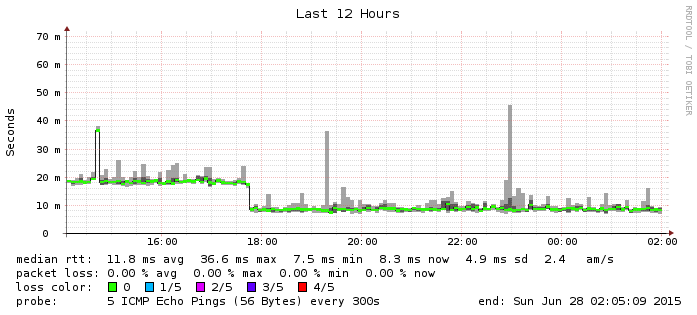 Last 12 Hours
RRDTOOL / TOBI OETIKER
Seconds
70 m
60 m
50 m
40 m
30 m
20 m
10 m
0
16:00 18:00 20:00 22:00 00:00 02:00
median rtt: 11.8 ms avg 36.6 ms max 7.5 ms min 8.3 ms now 4.9 ms sd 2.4 am/s
packet loss: 0.00 % avg 0.00 % max 0.00 % min 0.00 % now
loss color: 0 1/5 2/5 3/5 4/5
probe: 5 ICMP Echo Pings (56 Bytes) every 300s end: Sun Jun 28 02:05:09 2015